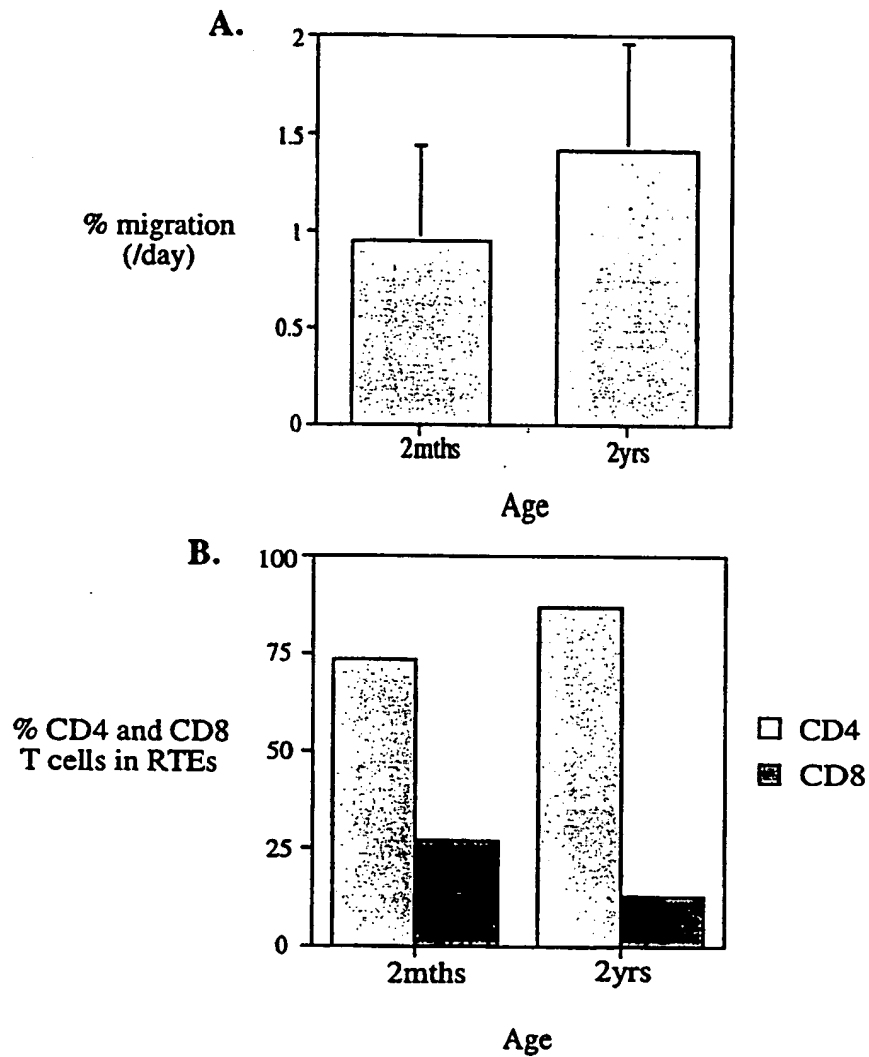 A.
2
1.5
1
0.5
0
% migration
(/day)
2mths 2yrs
Age
B.
100
75
50
25
0
% CD4 and CD8
T cells in RTEs
CD4
CD8
2mths 2yrs
Age